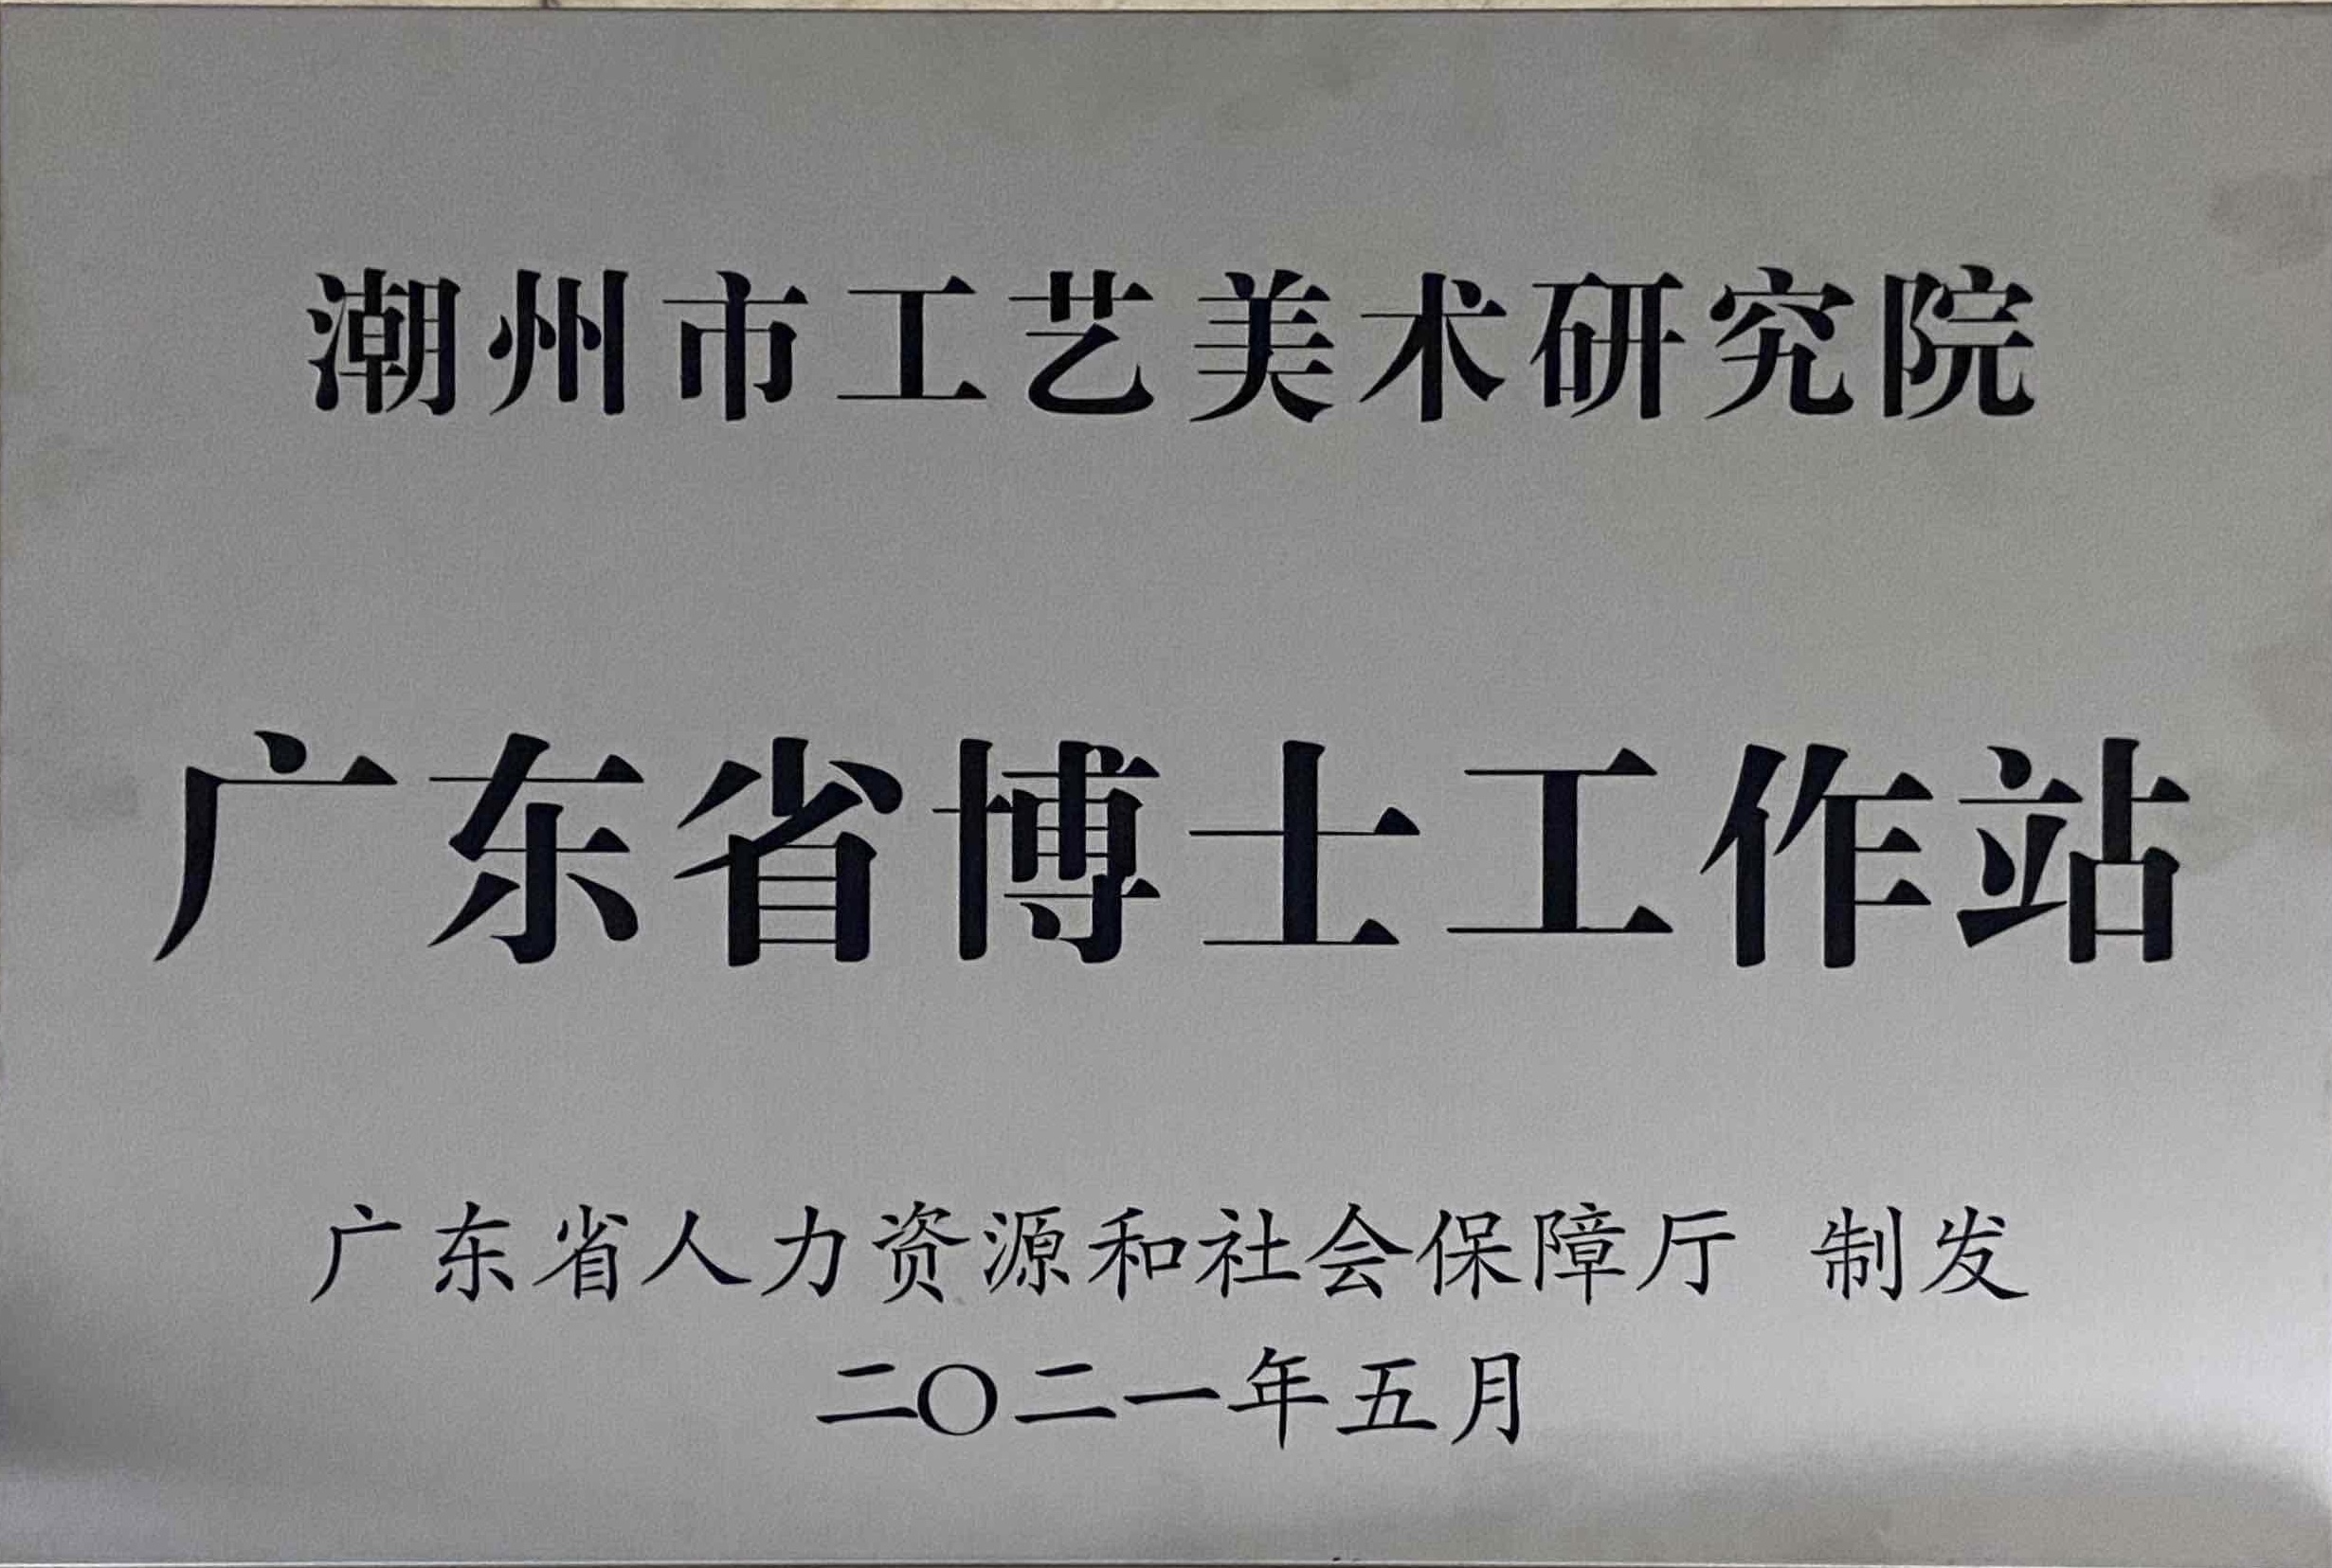 潮州市工艺美术研究院
广东省博士工作站
广东省人力资源和社会保障厅 制发
二〇二一年五月